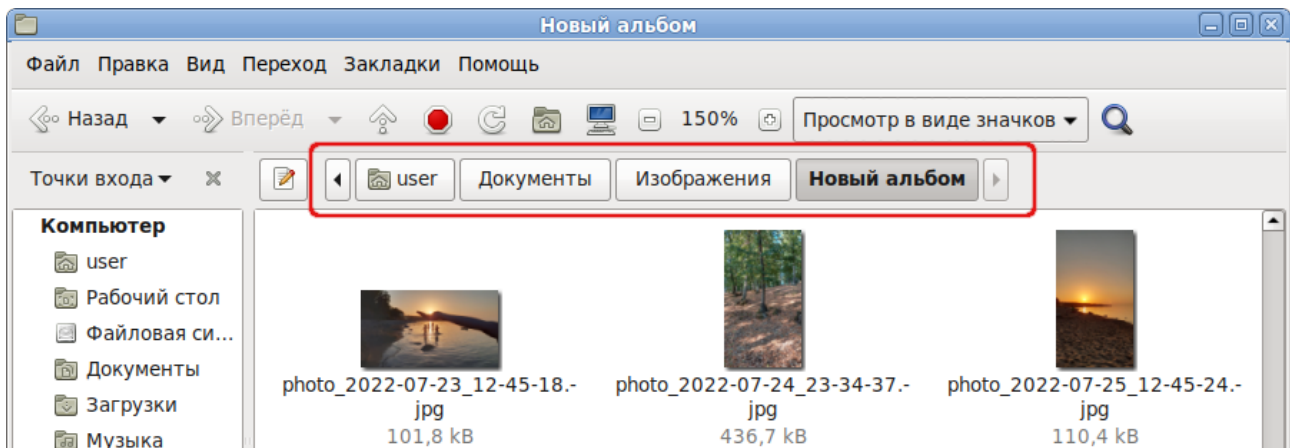 Новый альбом
Файл Правка Вид Переход Закладки Помощь
Назад Вперёд 150% Просмотр в виде значков
Точки входа user Документы Изображения Новый альбом
Компьютер
user
Рабочий стол
Файловая си...
Документы
Загрузки
Музыка
photo_2022-07-23_12-45-18.-
jpg
101,8 kB
photo_2022-07-24_23-34-37.-
jpg
436,7 kB
photo_2022-07-25_12-45-24.-
jpg
110,4 kB